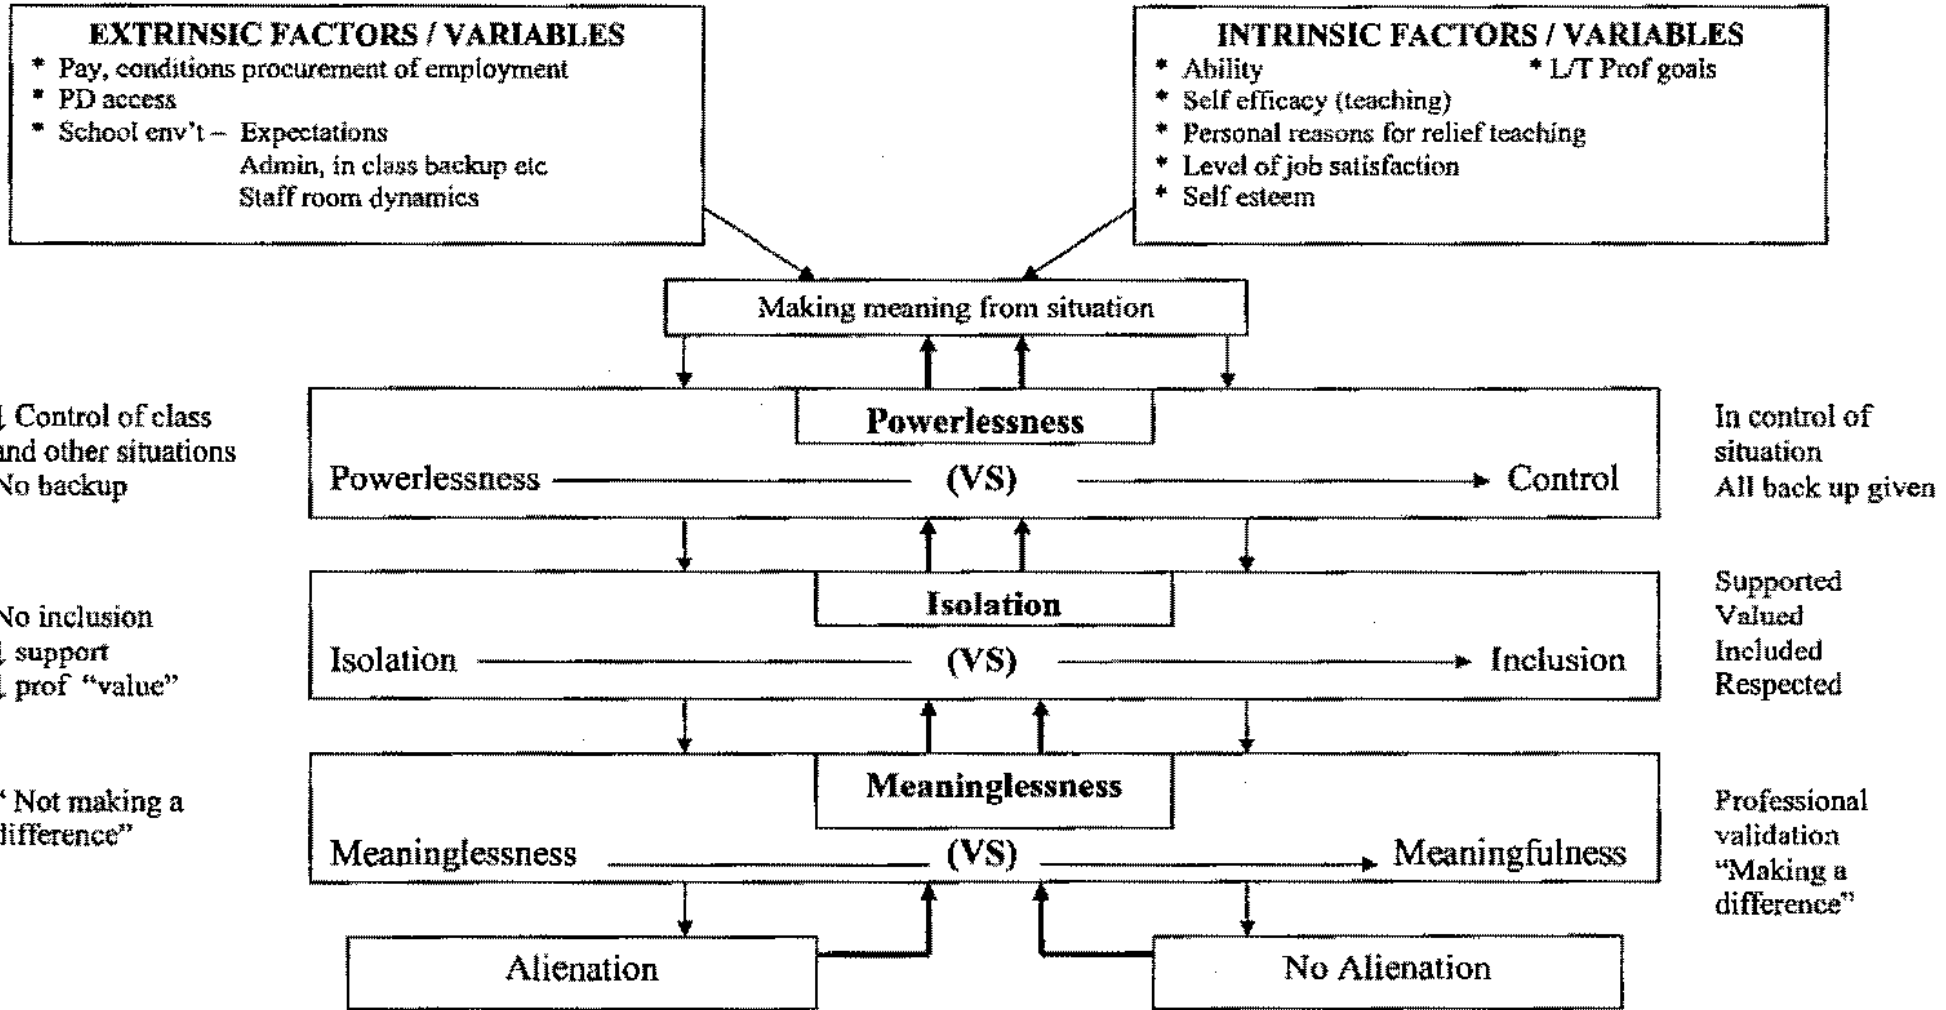 EXTRINSIC FACTORS / VARIABLES
* Pay, conditions procurement of employment
* PD access
* School env't – Expectations
Admin, in class backup etc
Staff room dynamics
INTRINSIC FACTORS / VARIABLES
* Ability * L/T Prof goals
* Self efficacy (teaching)
* Personal reasons for relief teaching
* Level of job satisfaction
* Self esteem
Making meaning from situation
↓ Control of class
and other situations
No backup
Powerlessness
Powerlessness (VS) Control
In control of
situation
All back up given
No inclusion
↓ support
↓ prof “value”
Isolation
Isolation (VS) Inclusion
Supported
Valued
Included
Respected
“ Not making a
difference”
Meaninglessness
Meaninglessness (VS) Meaningfulness
Professional
validation
“Making a
difference”
Alienation
No Alienation